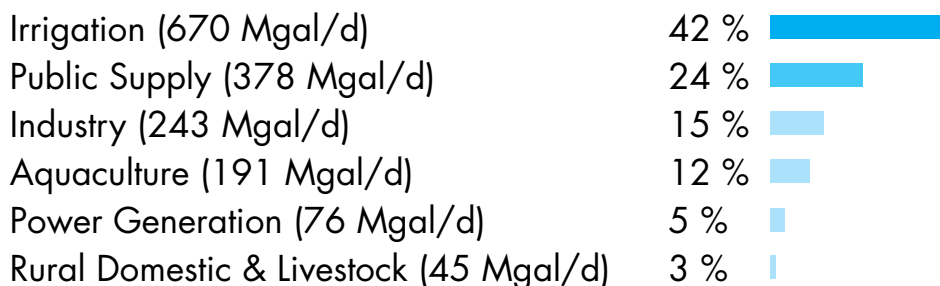 Irrigation (670 Mgal/d) 42 %
Public Supply (378 Mgal/d) 24 %
Industry (243 Mgal/d) 15 %
Aquaculture (191 Mgal/d) 12 %
Power Generation (76 Mgal/d) 5 %
Rural Domestic & Livestock (45 Mgal/d) 3 %